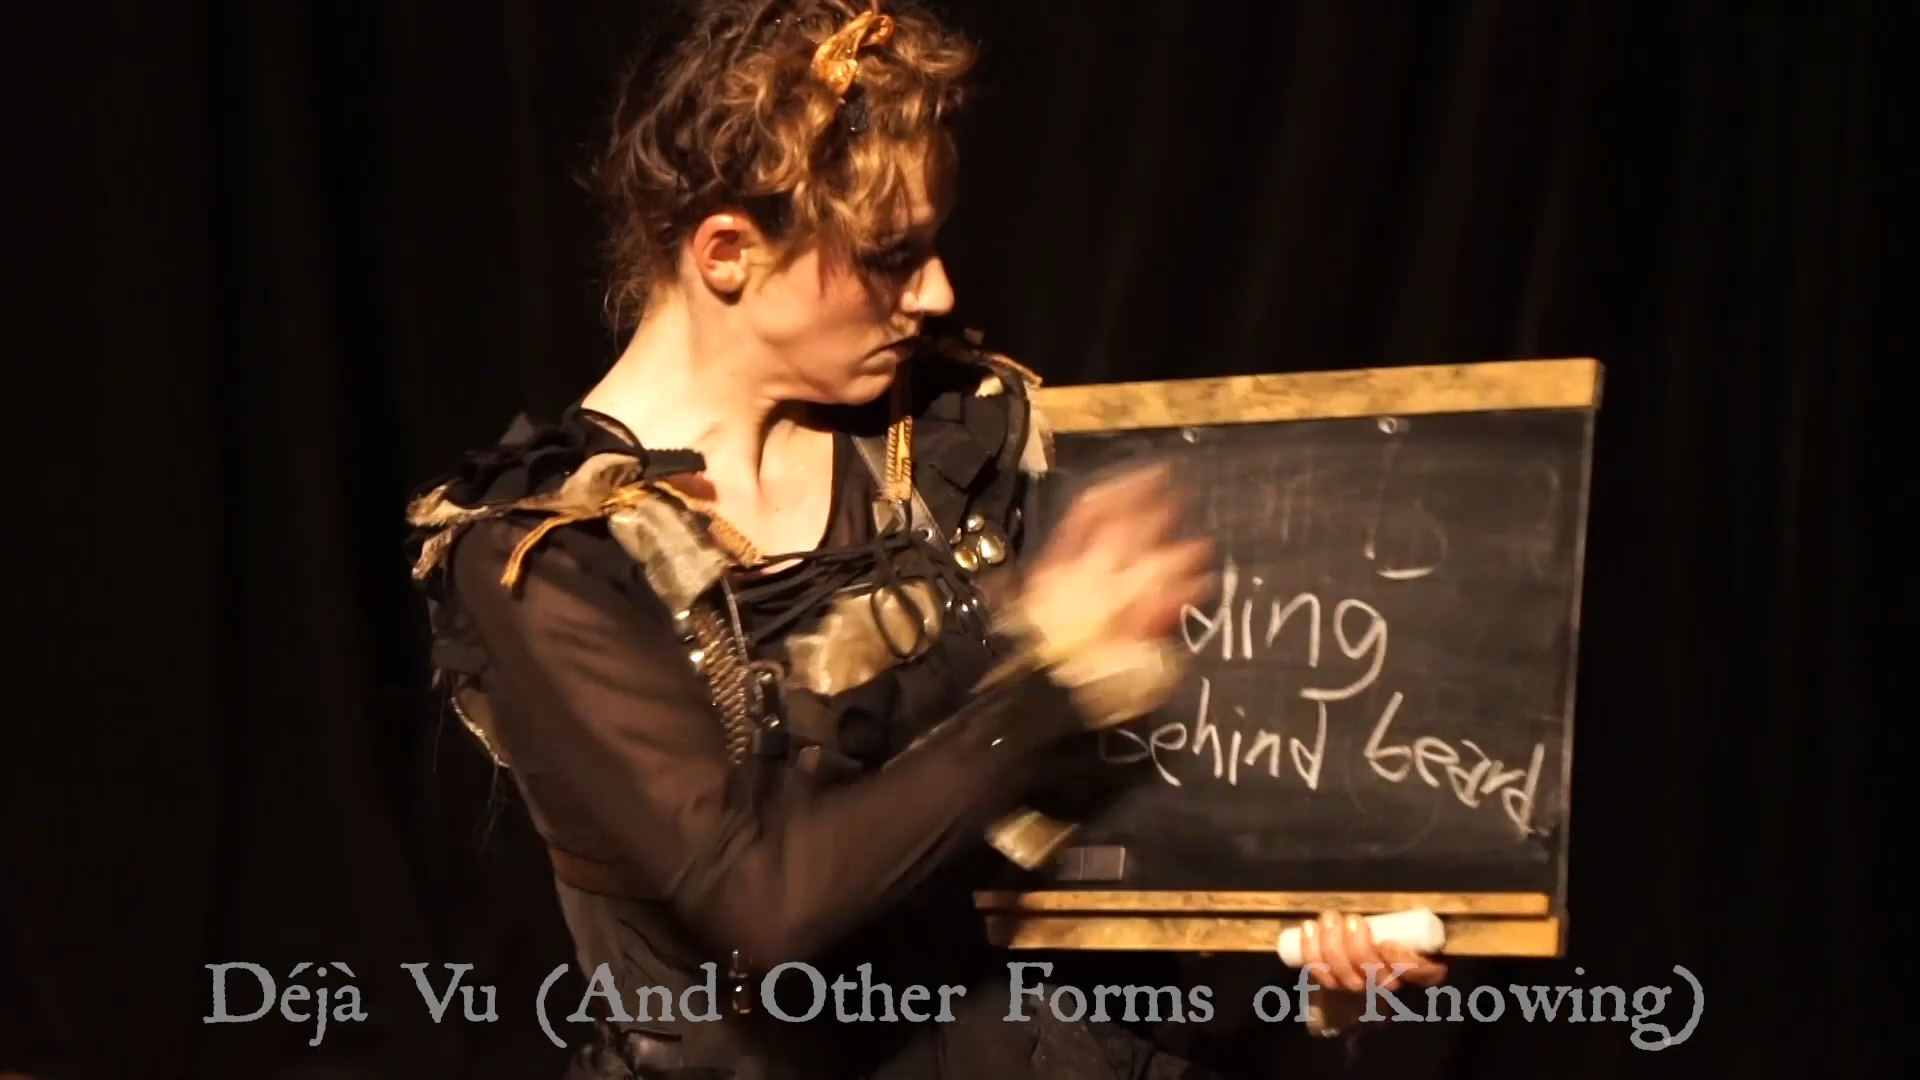 ding
behind beard
Déjà Vu (And Other Forms of Knowing)